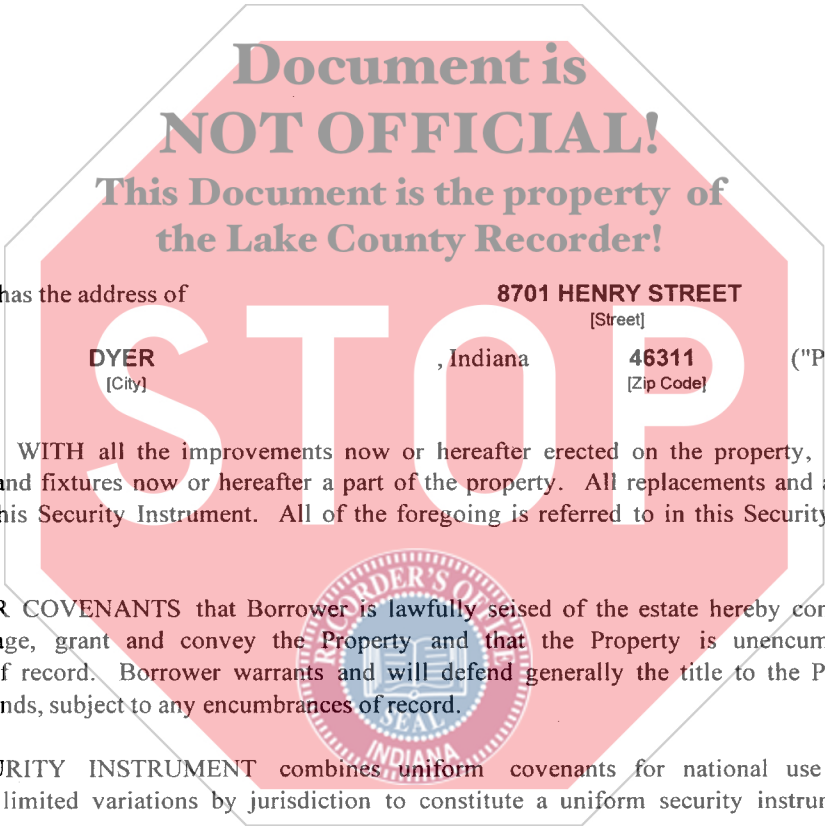 Document is
NOT OFFICIAL!
This Document is the property of
the Lake County Recorder!
has the address of 8701 HENRY STREET
[Street]
DYER , Indiana 46311 ("P
[City] [Zip Code]
STOP
WITH all the improvements now or hereafter erected on the property,
and fixtures now or hereafter a part of the property. All replacements and a
his Security Instrument. All of the foregoing is referred to in this Security
R COVENANTS that Borrower is lawfully seised of the estate hereby con
age, grant and convey the Property and that the Property is unencum
f record. Borrower warrants and will defend generally the title to the P
nds, subject to any encumbrances of record.
RECORDER'S OFFICE
SEAL
INDIANA
URITY INSTRUMENT combines uniform covenants for national use
limited variations by jurisdiction to constitute a uniform security instrum